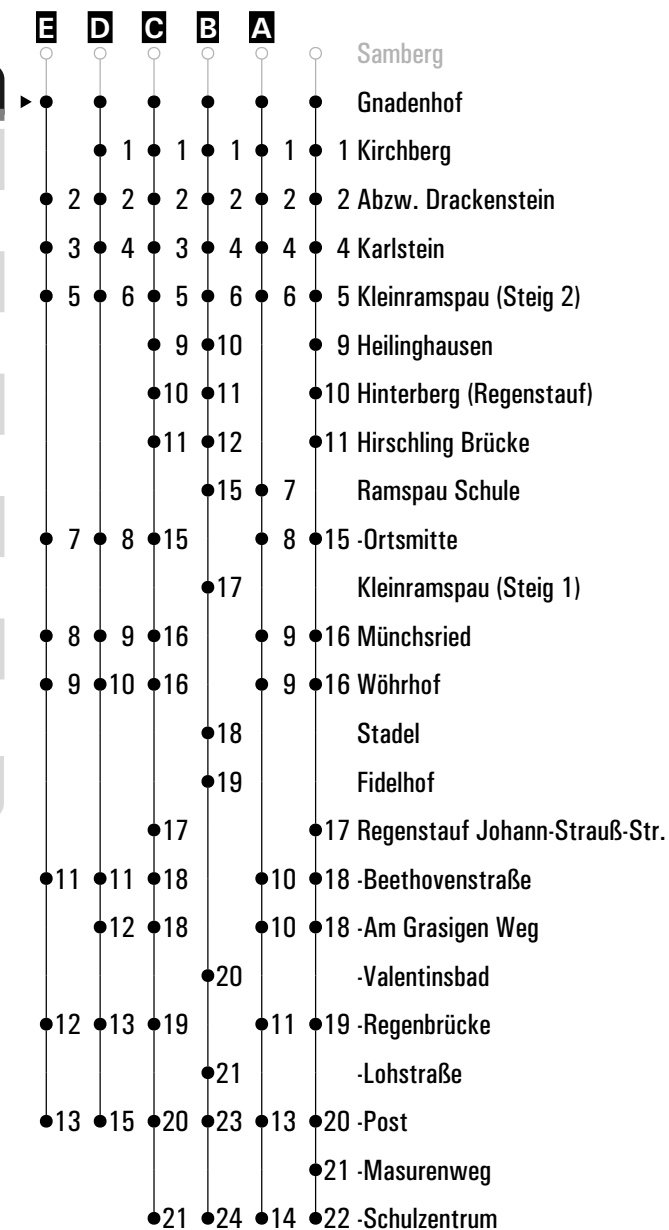 E D C B A
Samberg
Gnadenhof
1 1 1 1 1 Kirchberg
2 2 2 2 2 2 Abzw. Drackenstein
3 4 3 4 4 4 Karlstein
5 6 5 6 6 5 Kleinramspau (Steig 2)
9 10 9 Heilinghausen
10 11 10 Hinterberg (Regenstauf)
11 12 11 Hirschling Brücke
15 7 Ramspau Schule
7 8 15 8 15 -Ortsmitte
17 Kleinramspau (Steig 1)
8 9 16 9 16 Münchsried
9 10 16 9 16 Wöhrhof
18 Stadel
19 Fidelhof
17 17 Regenstauf Johann-Strauß-Str.
11 11 18 10 18 -Beethovenstraße
12 18 10 18 -Am Grasigen Weg
20 -Valentinsbad
12 13 19 11 19 -Regenbrücke
21 -Lohstraße
13 15 20 23 13 20 -Post
21 -Masurenweg
21 24 14 22 -Schulzentrum